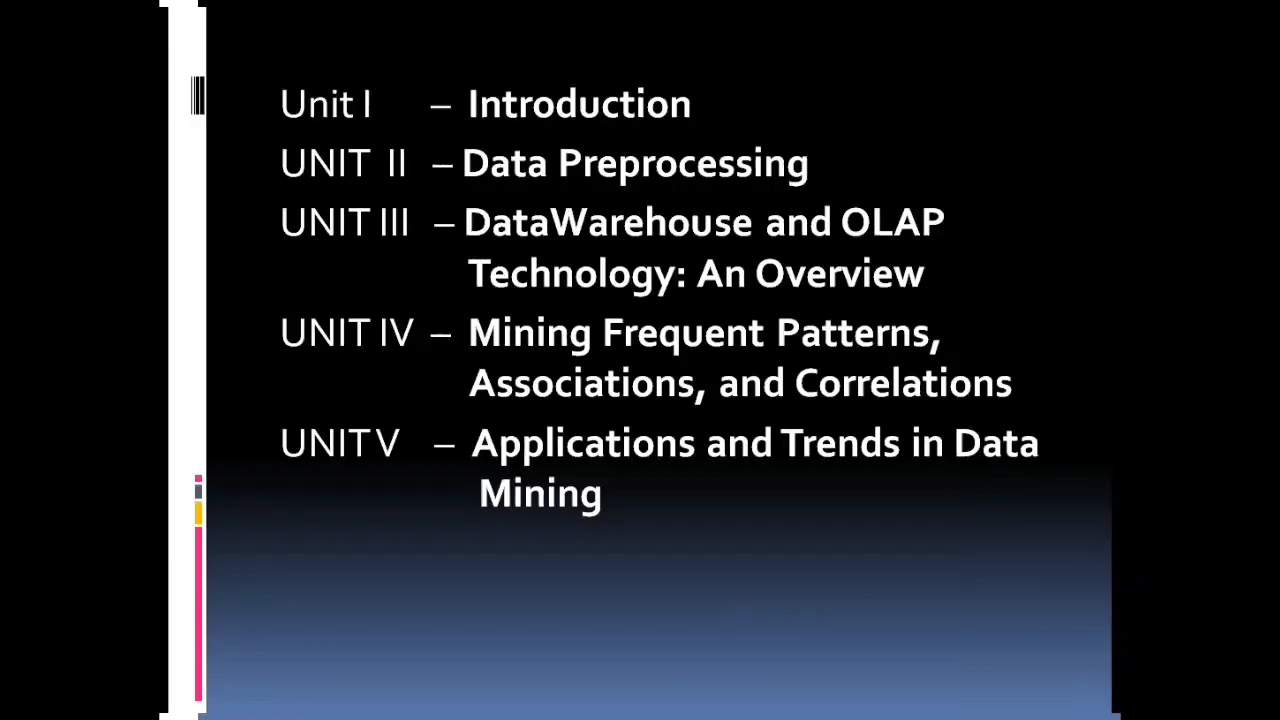 Unit I – Introduction
UNIT II – Data Preprocessing
UNIT III – DataWarehouse and OLAP
Technology: An Overview
UNIT IV – Mining Frequent Patterns,
Associations, and Correlations
UNIT V – Applications and Trends in Data
Mining